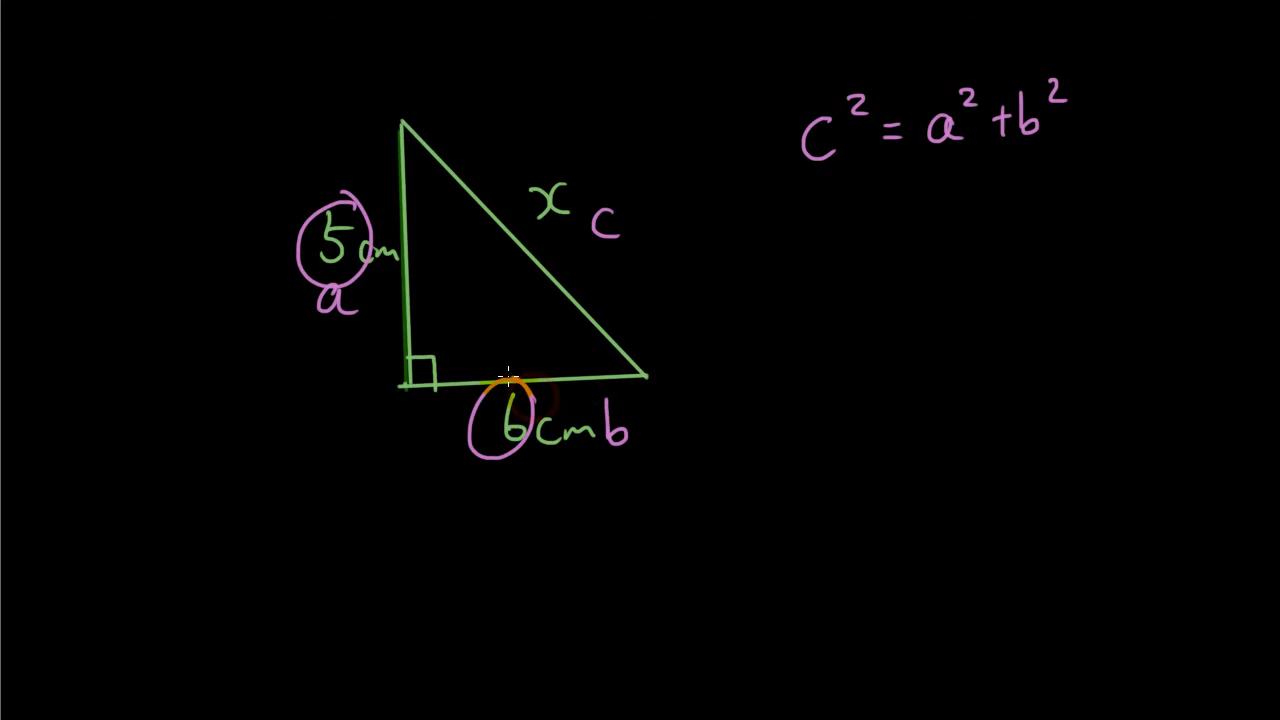 c² = a² + b²
x
c
5 cm
a
6 cm b